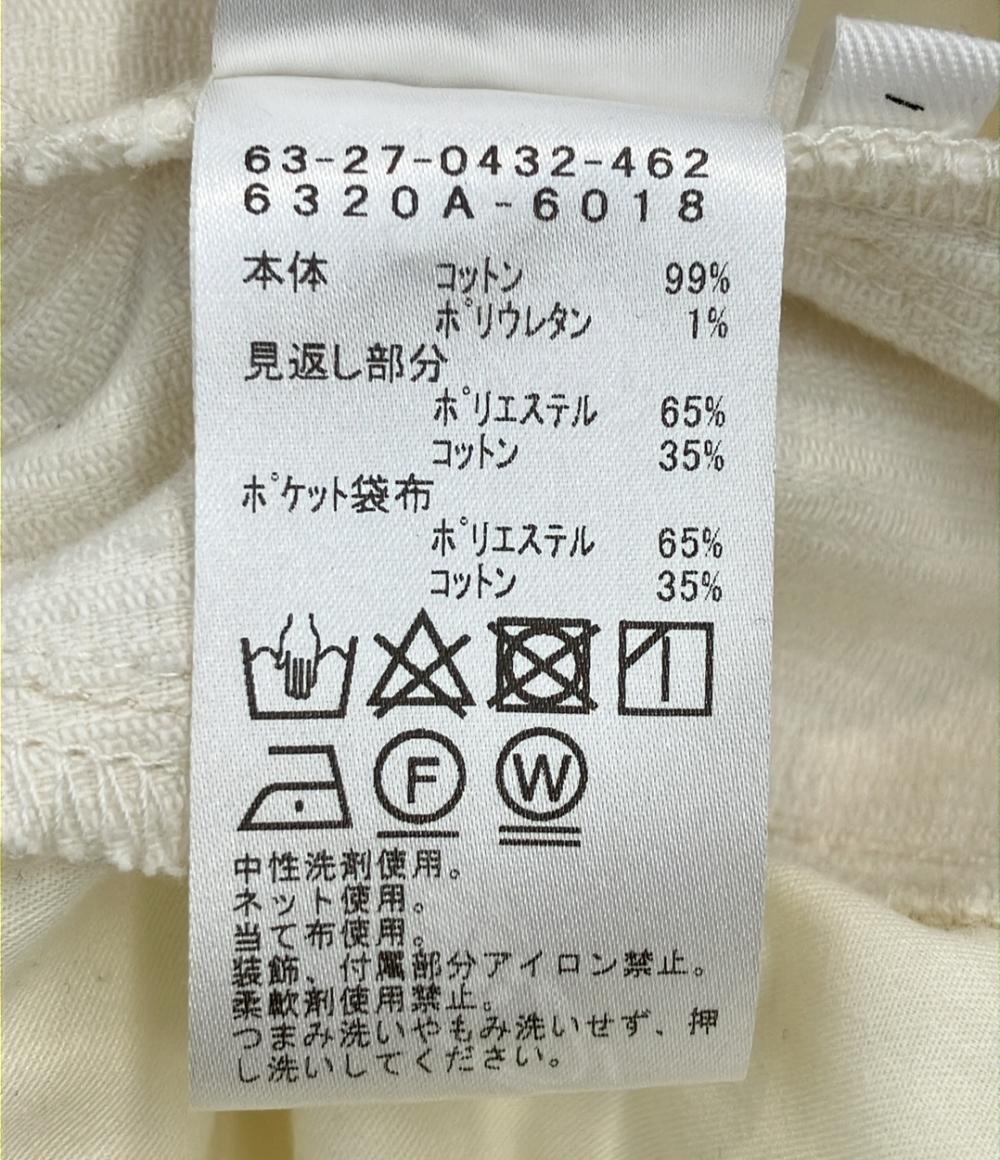 63-27-0432-462
6320A-6018
本体 コットン 99%
ポリウレタン 1%
見返し部分
ポリエステル 65%
コットン 35%
ポケット袋布
ポリエステル 65%
コットン 35%
F W
中性洗剤使用。
ネット使用。
当て布使用。
装飾、付属部分アイロン禁止。
柔軟剤使用禁止。
つまみ洗いやもみ洗いせず、押
し洗いしてください。